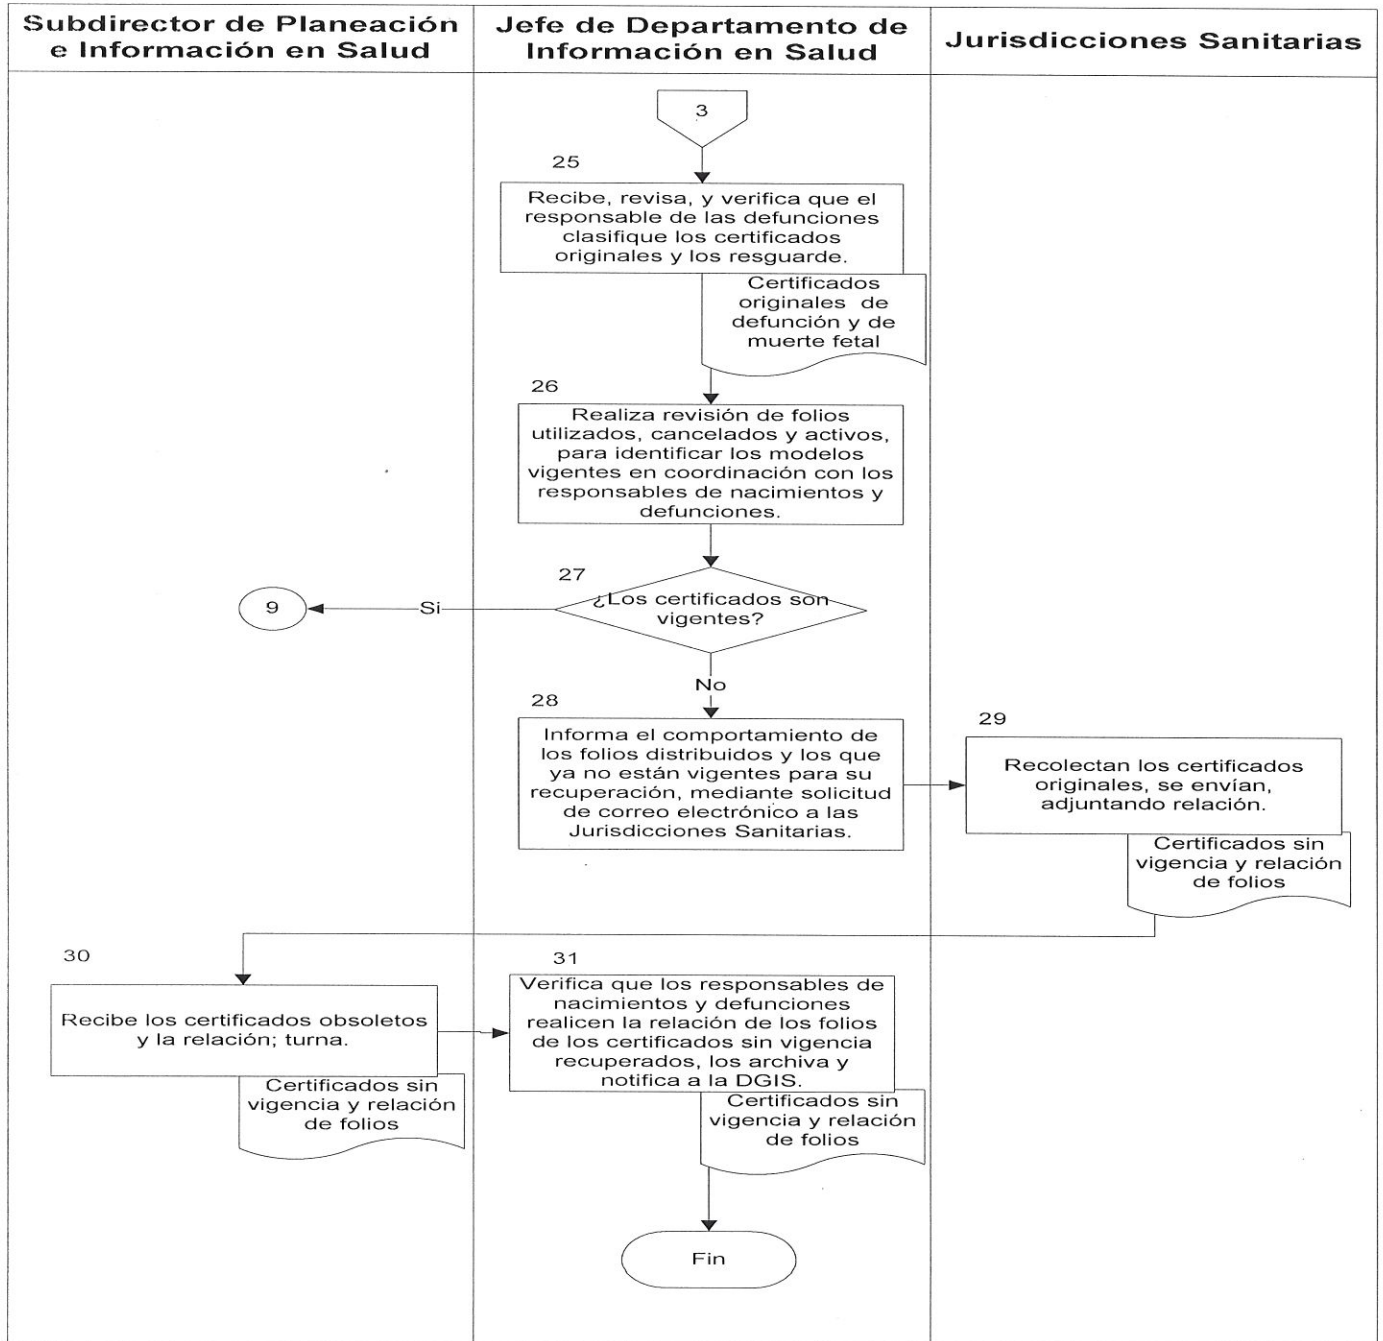 Subdirector de Planeación
e Información en Salud
Jefe de Departamento de
Información en Salud
Jurisdicciones Sanitarias
3
25
Recibe, revisa, y verifica que el
responsable de las defunciones
clasifique los certificados
originales y los resguarde.
Certificados
originales de
defunción y de
muerte fetal
26
Realiza revisión de folios
utilizados, cancelados y activos,
para identificar los modelos
vigentes en coordinación con los
responsables de nacimientos y
defunciones.
27
¿Los certificados son
vigentes?
Si
9
No
28
Informa el comportamiento de
los folios distribuidos y los que
ya no están vigentes para su
recuperación, mediante solicitud
de correo electrónico a las
Jurisdicciones Sanitarias.
29
Recolectan los certificados
originales, se envían,
adjuntando relación.
Certificados sin
vigencia y relación
de folios
30
Recibe los certificados obsoletos
y la relación; turna.
Certificados sin
vigencia y relación
de folios
31
Verifica que los responsables de
nacimientos y defunciones
realicen la relación de los folios
de los certificados sin vigencia
recuperados, los archiva y
notifica a la DGIS.
Certificados sin
vigencia y relación
de folios
Fin